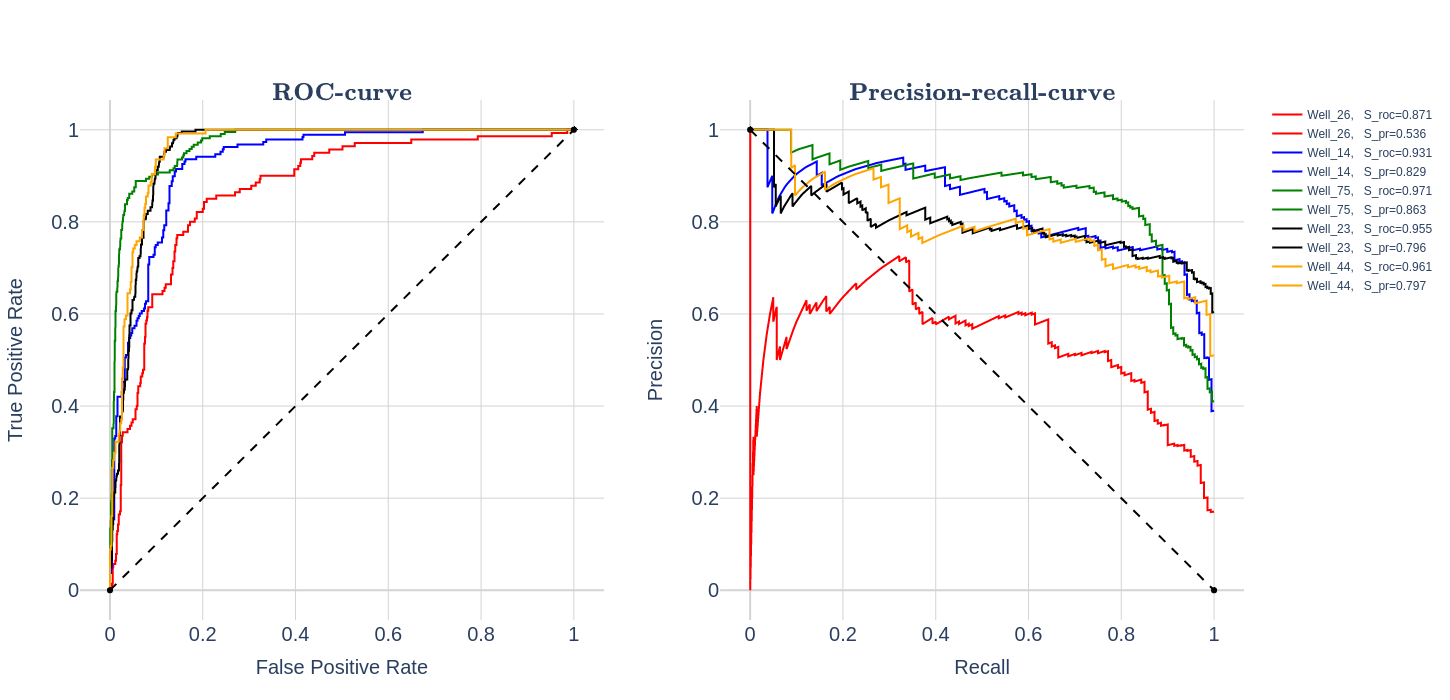 ROC-curve
Precision-recall-curve
True Positive Rate
1
0.8
0.6
0.4
0.2
0
0
0.2
0.4
0.6
0.8
1
False Positive Rate
Precision
1
0.8
0.6
0.4
0.2
0
0
0.2
0.4
0.6
0.8
1
Recall
Well_26, S_roc=0.871
Well_26, S_pr=0.536
Well_14, S_roc=0.931
Well_14, S_pr=0.829
Well_75, S_roc=0.971
Well_75, S_pr=0.863
Well_23, S_roc=0.955
Well_23, S_pr=0.796
Well_44, S_roc=0.961
Well_44, S_pr=0.797